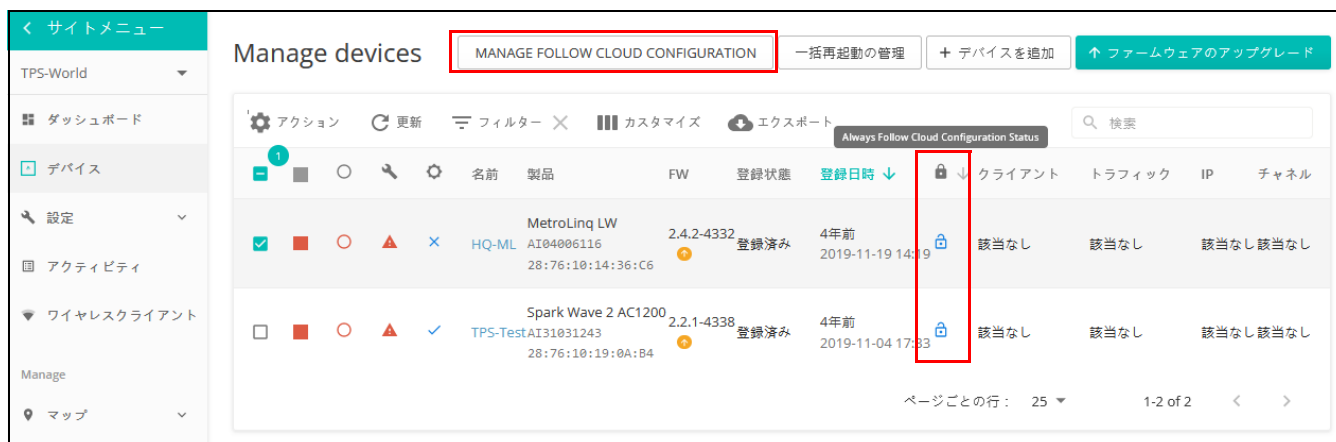 サイトメニュー
TPS-World
ダッシュボード
デバイス
設定
アクティビティ
ワイヤレスクライアント
Manage
マップ
Manage devices
MANAGE FOLLOW CLOUD CONFIGURATION
一括再起動の管理
+ デバイスを追加
ファームウェアのアップグレード
アクション
更新
フィルター
カスタマイズ
エクスポート
検索
Always Follow Cloud Configuration Status
1
名前 製品 FW 登録状態 登録日時 クライアント トラフィック IP チャネル
MetroLinq LW
HQ-ML AI04006116 2.4.2-4332 登録済み 4年前 該当なし 該当なし 該当なし 該当なし
28:76:10:14:36:C6 2019-11-19 14:19
Spark Wave 2 AC1200
TPS-Test AI31031243 2.2.1-4338 登録済み 4年前 該当なし 該当なし 該当なし 該当なし
28:76:10:19:0A:B4 2019-11-04 17:33
ページごとの行: 25 1-2 of 2